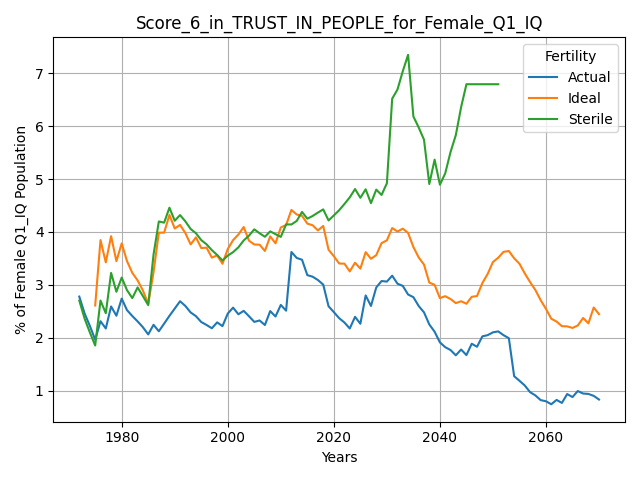 Score_6_in_TRUST_IN_PEOPLE_for_Female_Q1_IQ
% of Female Q1_IQ Population
7
6
5
4
3
2
1
Fertility
Actual
Ideal
Sterile
1980
2000
2020
2040
2060
Years